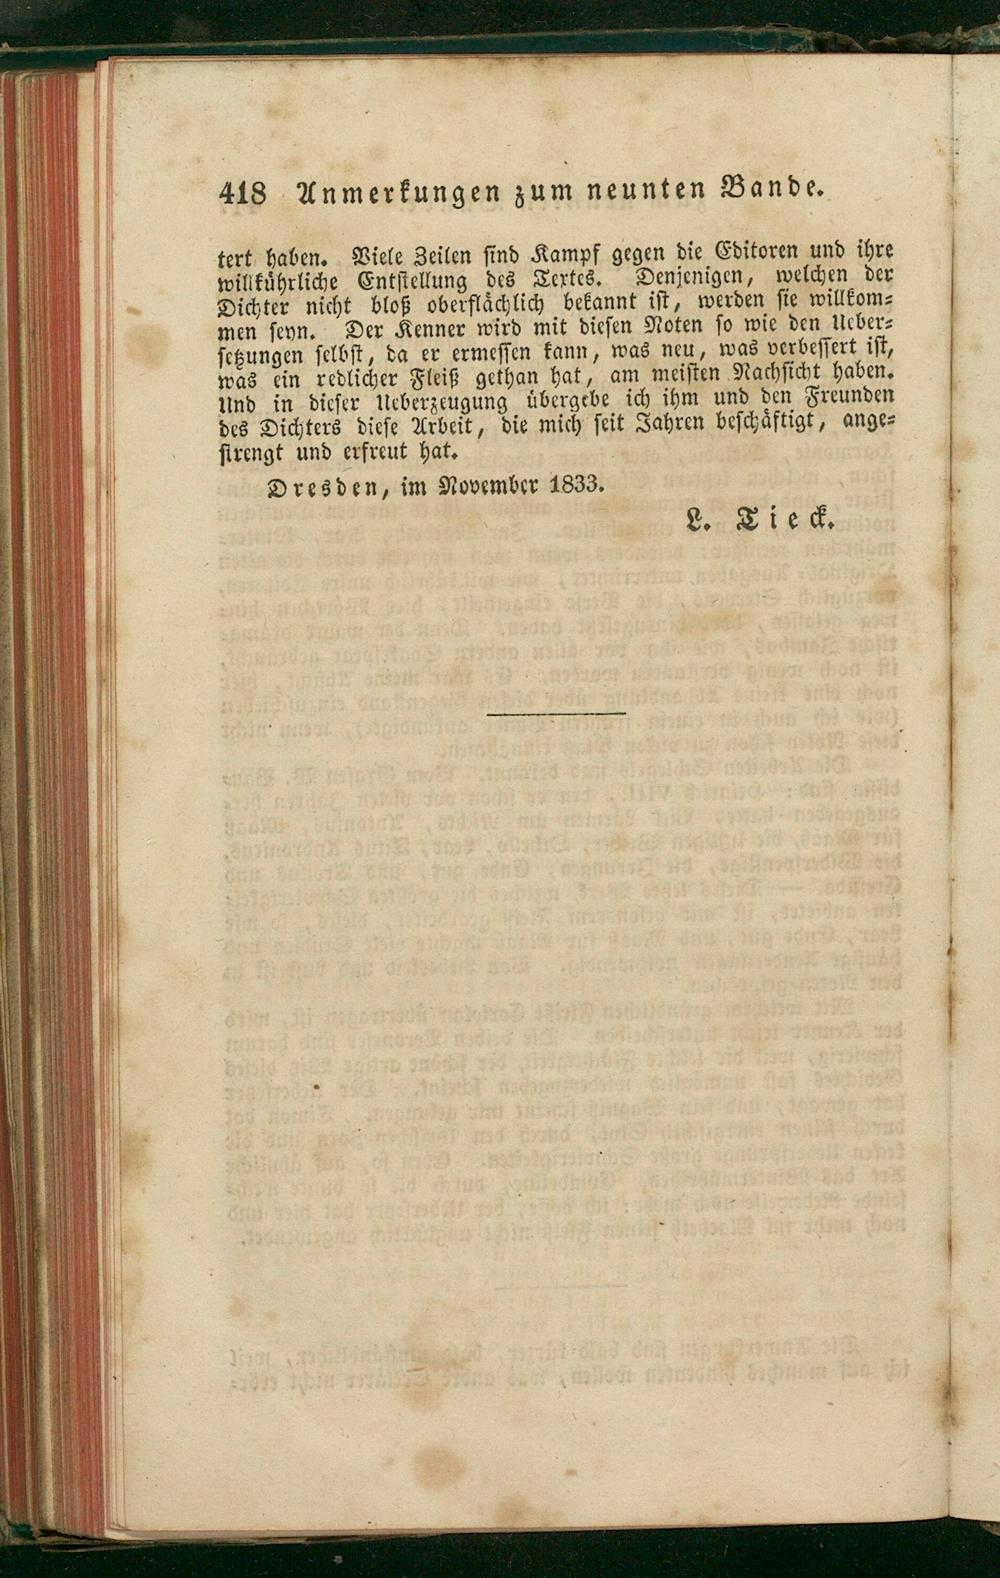 418 Anmerkungen zum neunten Bande.
tert haben. Viele Zeilen sind Kampf gegen die Editoren und ihre
willkührliche Entstellung des Textes. Denjenigen, welchen der
Dichter nicht bloß oberflächlich bekannt ist, werden sie willkom⸗
men seyn. Der Kenner wird mit diesen Noten so wie den Ueber⸗
setzungen selbst, da er ermessen kann, was neu, was verbessert ist,
was ein redlicher Fleiß gethan hat, am meisten Nachsicht haben.
Und in dieser Ueberzeugung übergebe ich ihm und den Freunden
des Dichters diese Arbeit, die mich seit Jahren beschäftigt, ange⸗
strengt und erfreut hat.
Dresden, im November 1833.
L. Tieck.